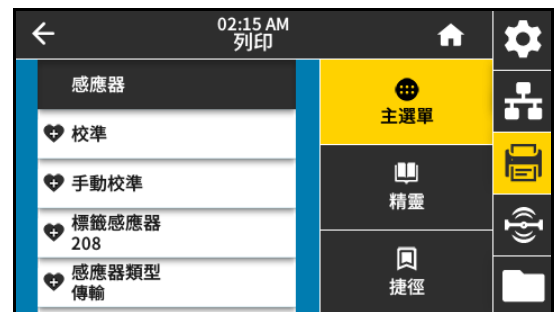 02:15 AM
列印
感應器
校準
手動校準
標籤感應器
208
感應器類型
傳輸
主選單
精靈
捷徑